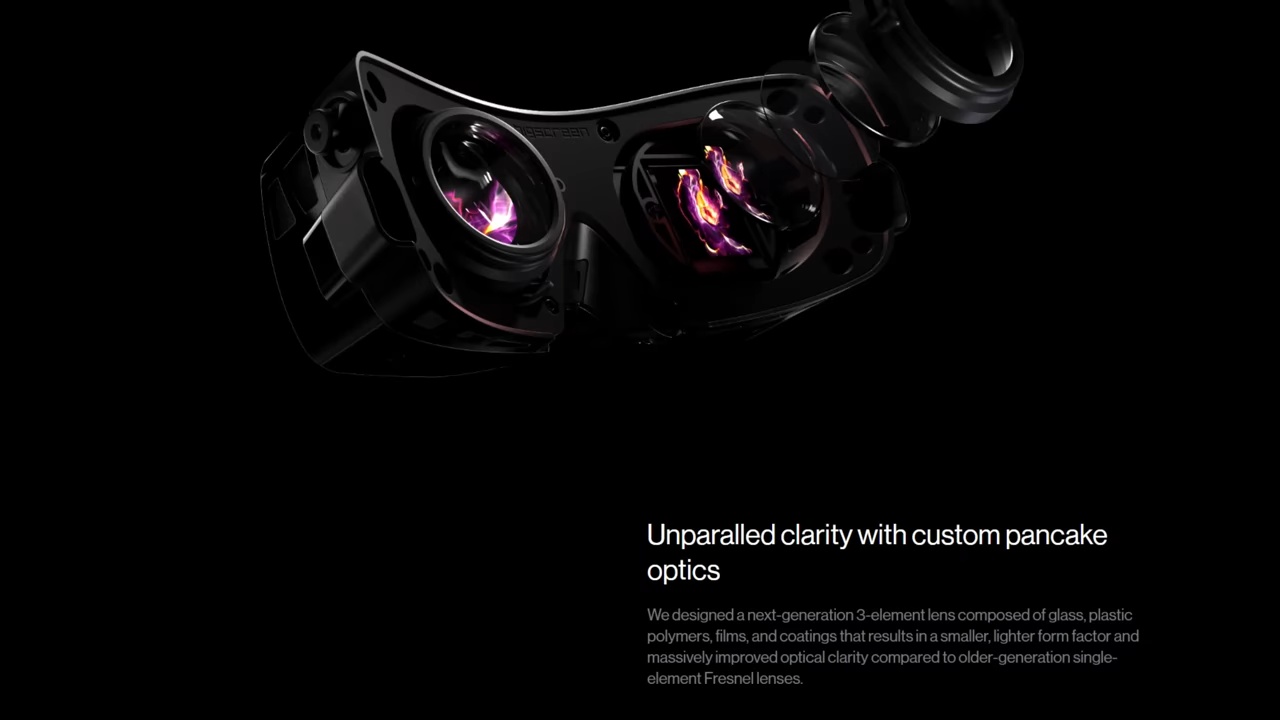 bigscreen
Unparalled clarity with custom pancake
optics
We designed a next-generation 3-element lens composed of glass, plastic
polymers, films, and coatings that results in a smaller, lighter form factor and
massively improved optical clarity compared to older-generation single-
element Fresnel lenses.